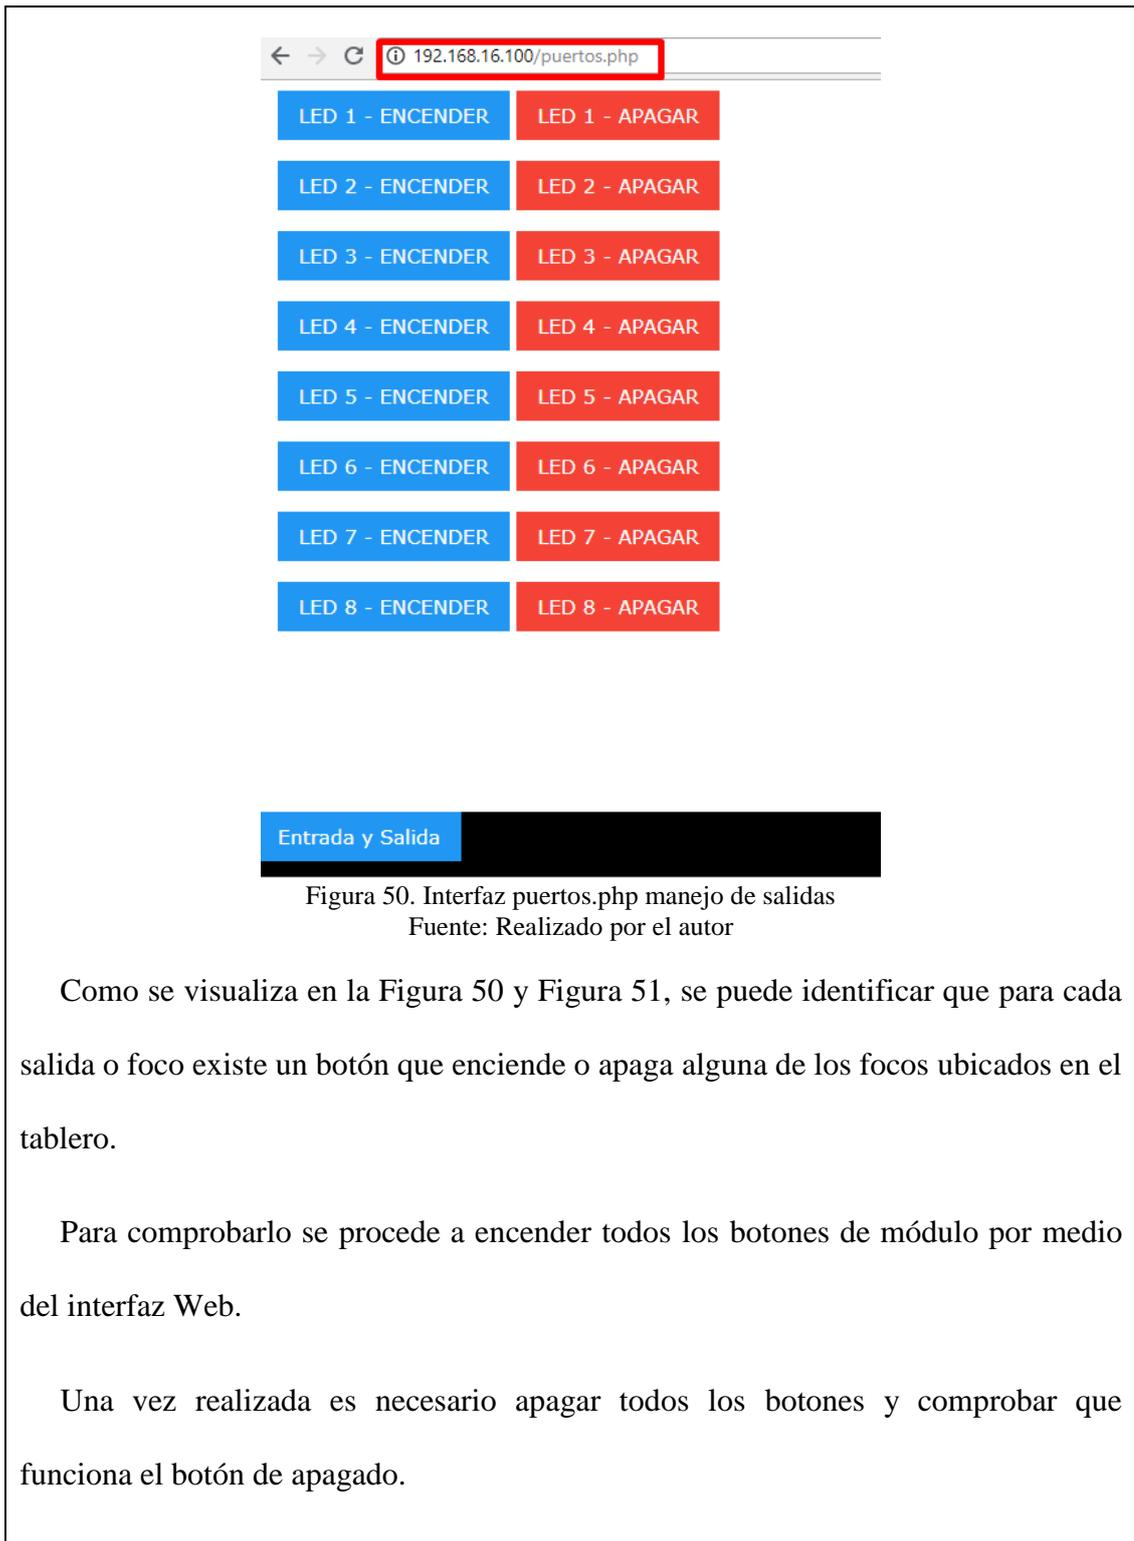 192.168.16.100/puertos.php
LED 1 - ENCENDER LED 1 - APAGAR
LED 2 - ENCENDER LED 2 - APAGAR
LED 3 - ENCENDER LED 3 - APAGAR
LED 4 - ENCENDER LED 4 - APAGAR
LED 5 - ENCENDER LED 5 - APAGAR
LED 6 - ENCENDER LED 6 - APAGAR
LED 7 - ENCENDER LED 7 - APAGAR
LED 8 - ENCENDER LED 8 - APAGAR
Entrada y Salida
Figura 50. Interfaz puertos.php manejo de salidas
Fuente: Realizado por el autor
Como se visualiza en la Figura 50 y Figura 51, se puede identificar que para cada
salida o foco existe un botón que enciende o apaga alguna de los focos ubicados en el
tablero.
Para comprobarlo se procede a encender todos los botones de módulo por medio
del interfaz Web.
Una vez realizada es necesario apagar todos los botones y comprobar que
funciona el botón de apagado.